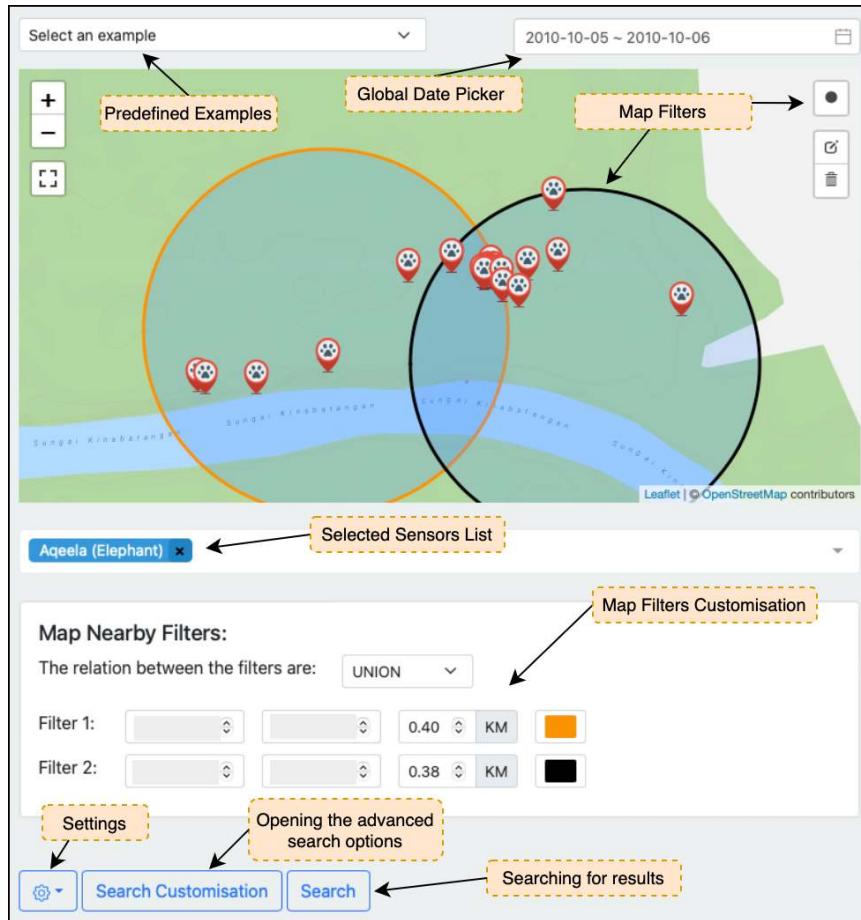 Select an example
2010-10-05 ~ 2010-10-06
Predefined Examples
Global Date Picker
Map Filters
+
−
Sungai Kinabatangan
Sungai Kinabatangan
Sungai Kinabatangan
Sungai Kina
Leaflet | © OpenStreetMap contributors
Aqeela (Elephant) ×
Selected Sensors List
Map Filters Customisation
Map Nearby Filters:
The relation between the filters are: UNION
Filter 1: 0.40 KM
Filter 2: 0.38 KM
Settings
Opening the advanced
search options
Search Customisation
Search
Searching for results